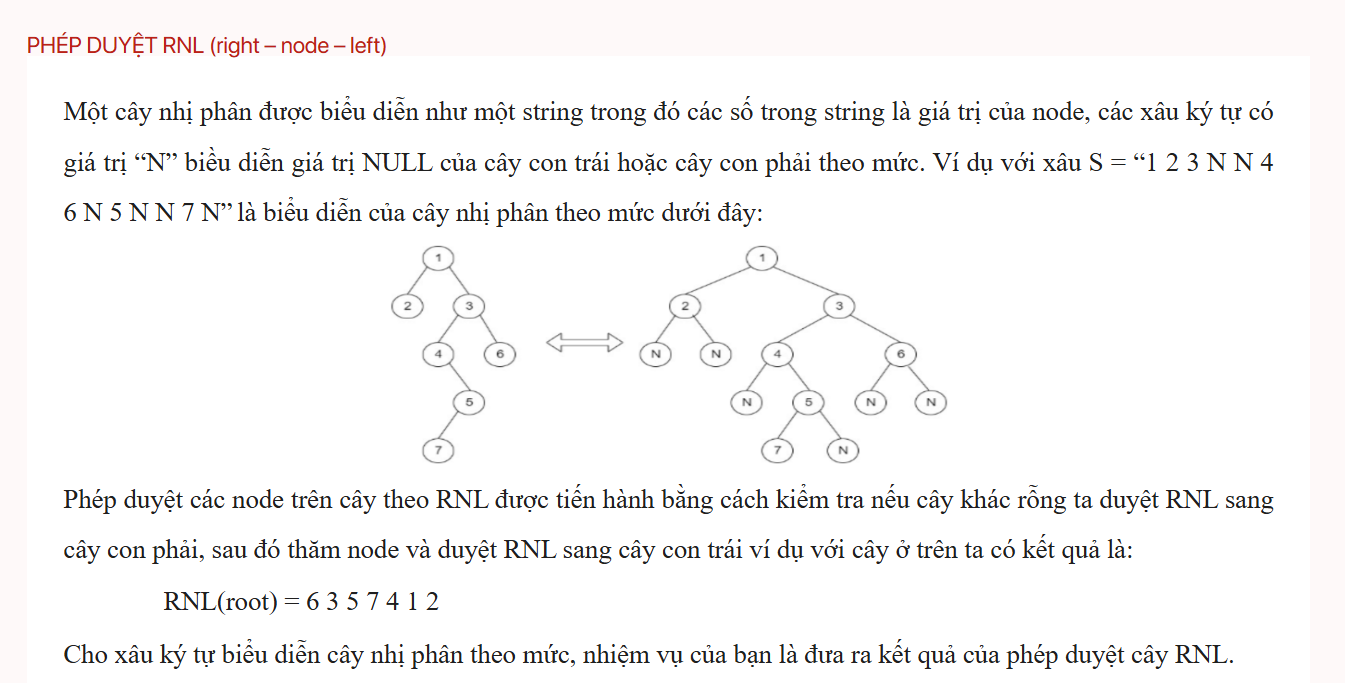 PHÉP DUYỆT RNL (right – node – left)
Một cây nhị phân được biểu diễn như một string trong đó các số trong string là giá trị của node, các xâu ký tự có
giá trị “N” biều diễn giá trị NULL của cây con trái hoặc cây con phải theo mức. Ví dụ với xâu S = “1 2 3 N N 4
6 N 5 N N 7 N” là biểu diễn của cây nhị phân theo mức dưới đây:
1 1
2 3 2 3
4 6 N N 4 6
5 N 5 N N
7 7 N
Phép duyệt các node trên cây theo RNL được tiến hành bằng cách kiểm tra nếu cây khác rỗng ta duyệt RNL sang
cây con phải, sau đó thăm node và duyệt RNL sang cây con trái ví dụ với cây ở trên ta có kết quả là:
RNL(root) = 6 3 5 7 4 1 2
Cho xâu ký tự biểu diễn cây nhị phân theo mức, nhiệm vụ của bạn là đưa ra kết quả của phép duyệt cây RNL.